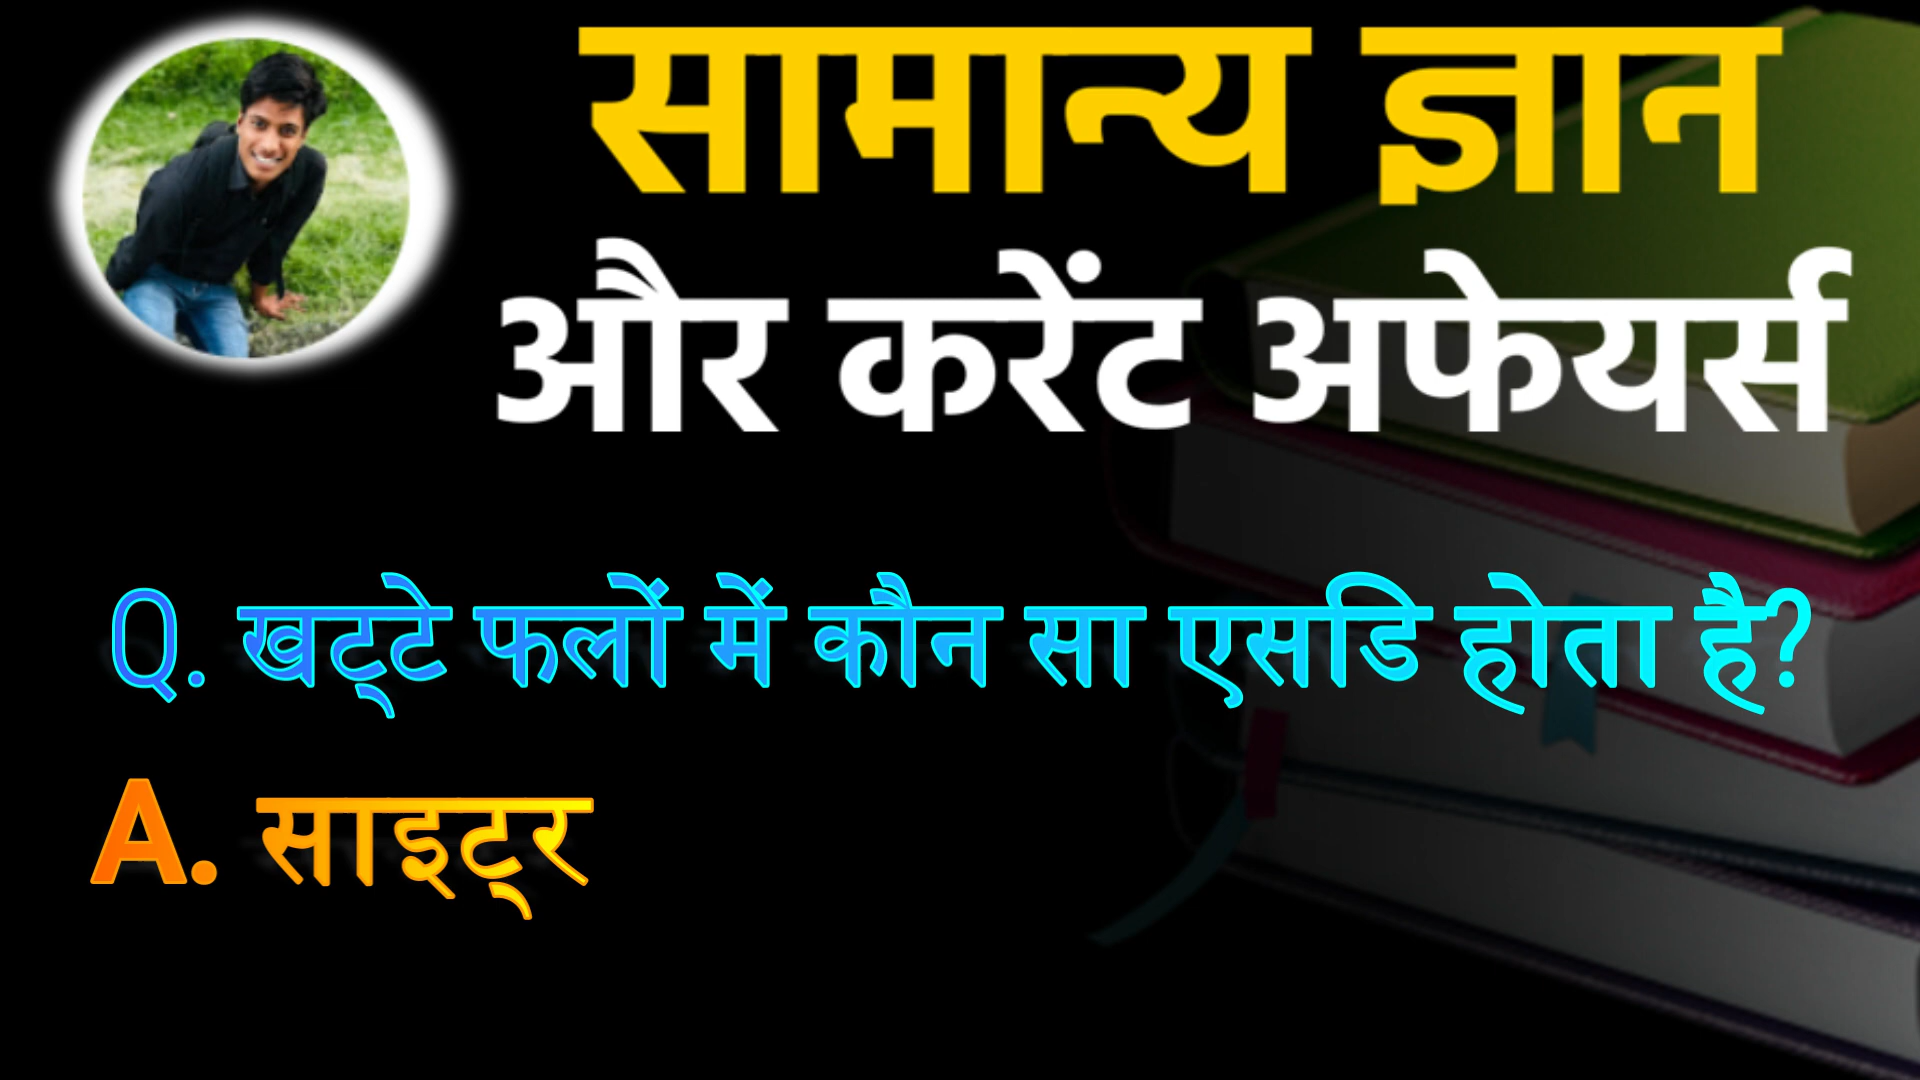 सामान्य ज्ञान
और करेंट अफेयर्स
Q. खट्टे फलों में कौन सा एसडि होता है?
A. साइट्र